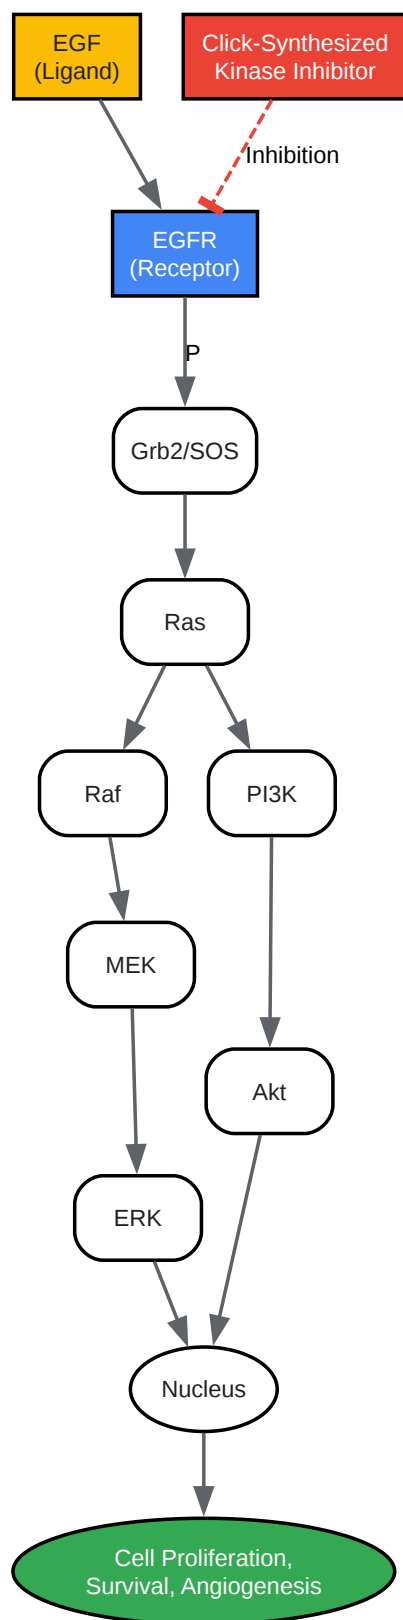 EGF
(Ligand)
Click-Synthesized
Kinase Inhibitor
Inhibition
EGFR
(Receptor)
P
Grb2/SOS
Ras
Raf
PI3K
MEK
Akt
ERK
Nucleus
Cell Proliferation,
Survival, Angiogenesis